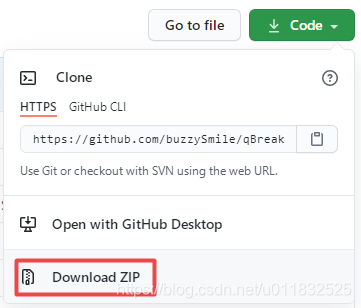 Go to file
Code
Clone
HTTPS
GitHub CLI
https://github.com/buzzySmile/qBreak
Use Git or checkout with SVN using the web URL.
Open with GitHub Desktop
Download ZIP
https://blog.csdn.net/u011832525